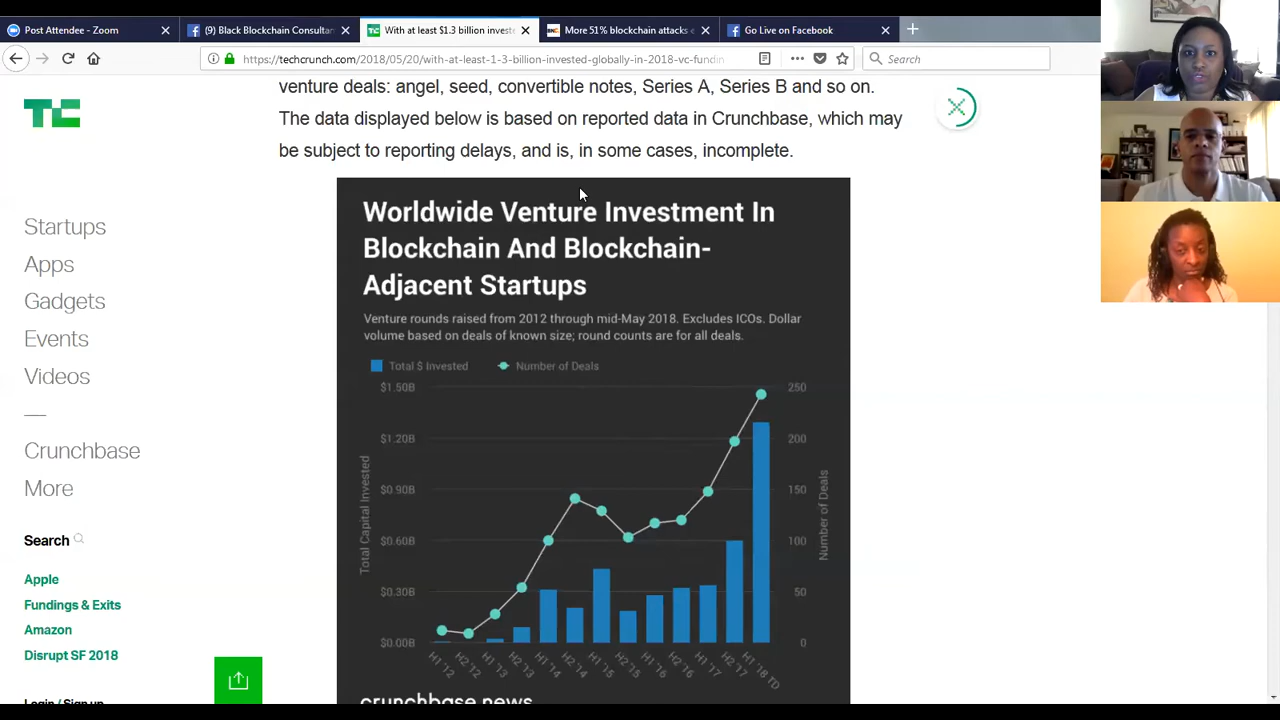 Post Attendee - Zoom
(9) Black Blockchain Consultan
With at least $1.3 billion invest
More 51% blockchain attacks
Go Live on Facebook
https://techcrunch.com/2018/05/20/with-at-least-1-3-billion-invested-globally-in-2018-vc-fundin
Search
TC
Startups
Apps
Gadgets
Events
Videos
Crunchbase
More
Search
Apple
Fundings & Exits
Amazon
Disrupt SF 2018
Login / Sign up
venture deals: angel, seed, convertible notes, Series A, Series B and so on.
The data displayed below is based on reported data in Crunchbase, which may
be subject to reporting delays, and is, in some cases, incomplete.
Worldwide Venture Investment In
Blockchain And Blockchain-
Adjacent Startups
Venture rounds raised from 2012 through mid-May 2018. Excludes ICOs. Dollar
volume based on deals of known size; round counts are for all deals.
Total $ Invested
Number of Deals
$1.50B
$1.20B
$0.90B
$0.60B
$0.30B
$0.00B
Total Capital Invested
250
200
150
100
50
0
Number of Deals
H1 '12
H2 '12
H1 '13
H2 '13
H1 '14
H2 '14
H1 '15
H2 '15
H1 '16
H2 '16
H1 '17
H2 '17
H1 '18 TD
crunchbase news